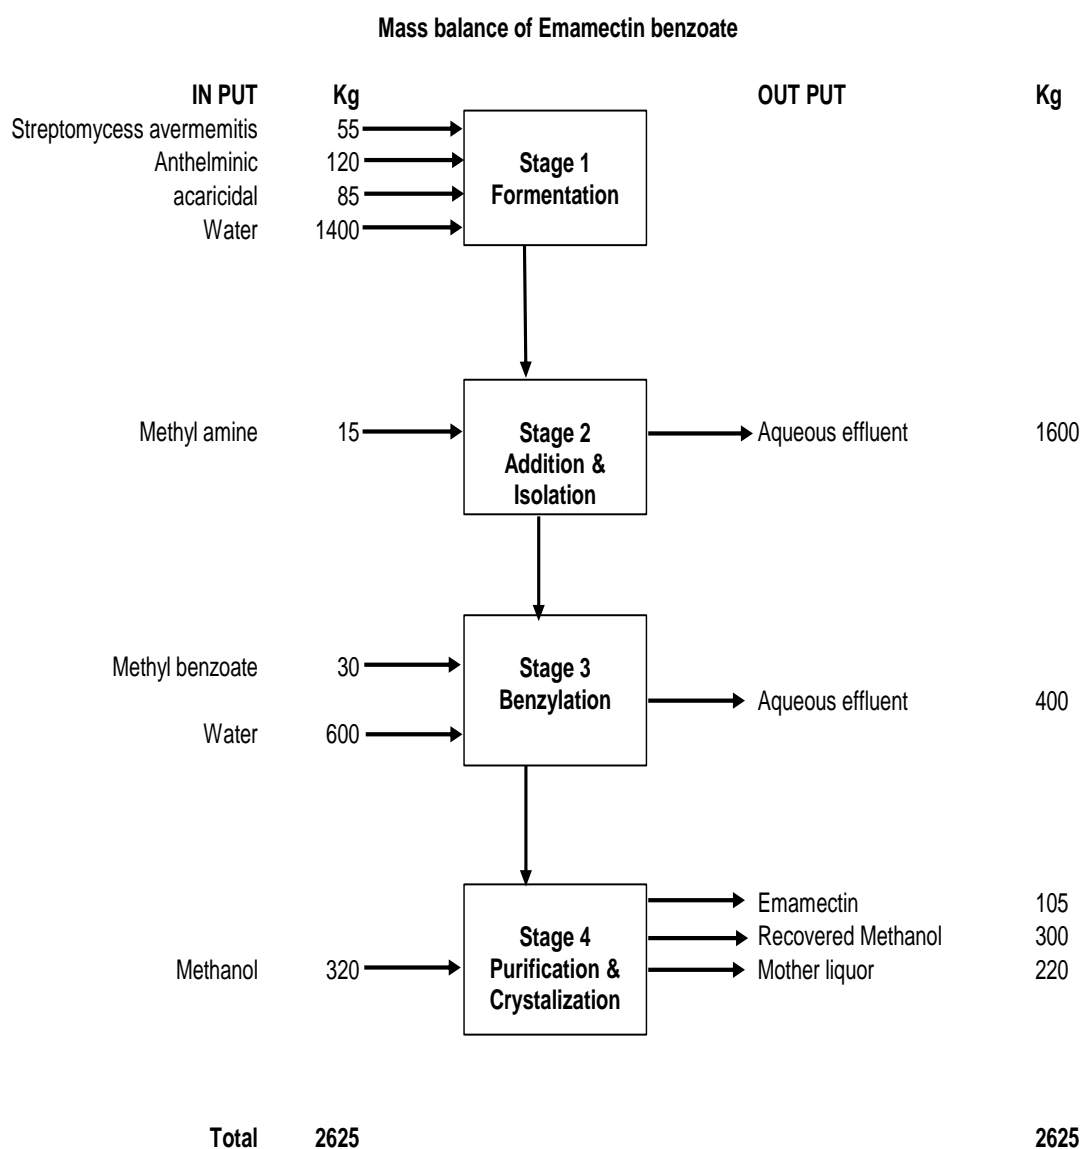 Mass balance of Emamectin benzoate
IN PUT Kg OUT PUT Kg
Streptomycess avermemitis 55
Anthelminic 120
acaricidal 85
Water 1400
Stage 1
Formentation
Methyl amine 15
Stage 2
Addition &
Isolation
Aqueous effluent 1600
Methyl benzoate 30
Water 600
Stage 3
Benzylation
Aqueous effluent 400
Methanol 320
Stage 4
Purification &
Crystalization
Emamectin 105
Recovered Methanol 300
Mother liquor 220
Total 2625 2625